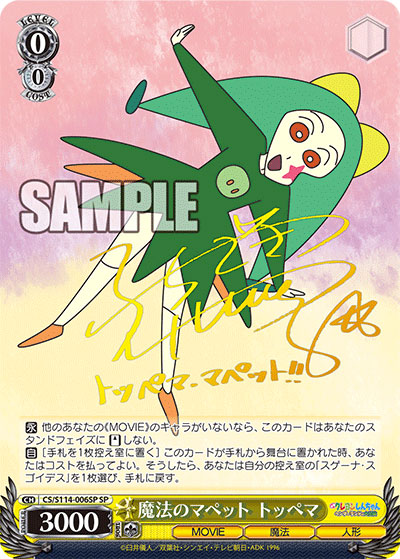 LEVEL
0
0
COST
SAMPLE
トッペマ・マペット!!
永 他のあなたの《MOVIE》のキャラがいないなら、このカードはあなたのス
タンドフェイズに しない。
自 [手札を1枚控え室に置く] このカードが手札から舞台に置かれた時、あ
なたはコストを払ってよい。そうしたら、あなたは自分の控え室の「スゲーナ・ス
ゴイデス」を1枚選び、手札に戻す。
CH CS/S114-006SP SP
魔法のマペット トッペマ
クレヨンしんちゃん
3000
MOVIE 魔法 人形
©臼井儀人/双葉社・シンエイ・テレビ朝日・ADK 1996